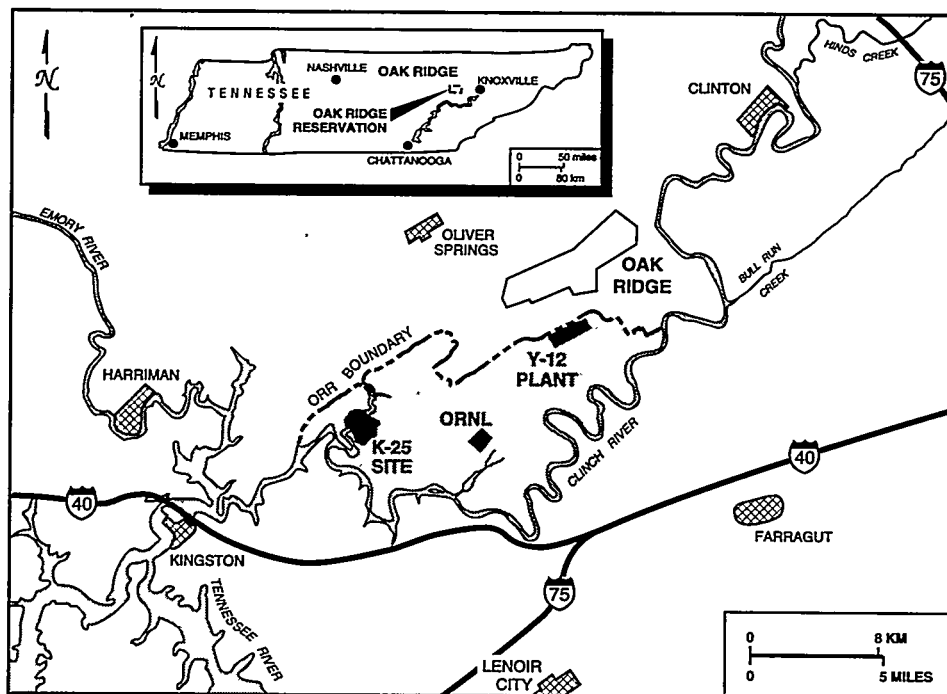 N
N
NASHVILLE
OAK RIDGE
TENNESSEE
KNOXVILLE
OAK RIDGE
RESERVATION
MEMPHIS
CHATTANOOGA
0 50 miles
0 80 km
HINDS CREEK
75
CLINTON
EMORY RIVER
OLIVER
SPRINGS
OAK
RIDGE
BULL RUN
CREEK
ORR BOUNDARY
Y-12
PLANT
HARRIMAN
ORNL
K-25
SITE
CLINCH RIVER
40
40
FARRAGUT
KINGSTON
TENNESSEE
RIVER
75
LENOIR
CITY
0 8 KM
0 5 MILES